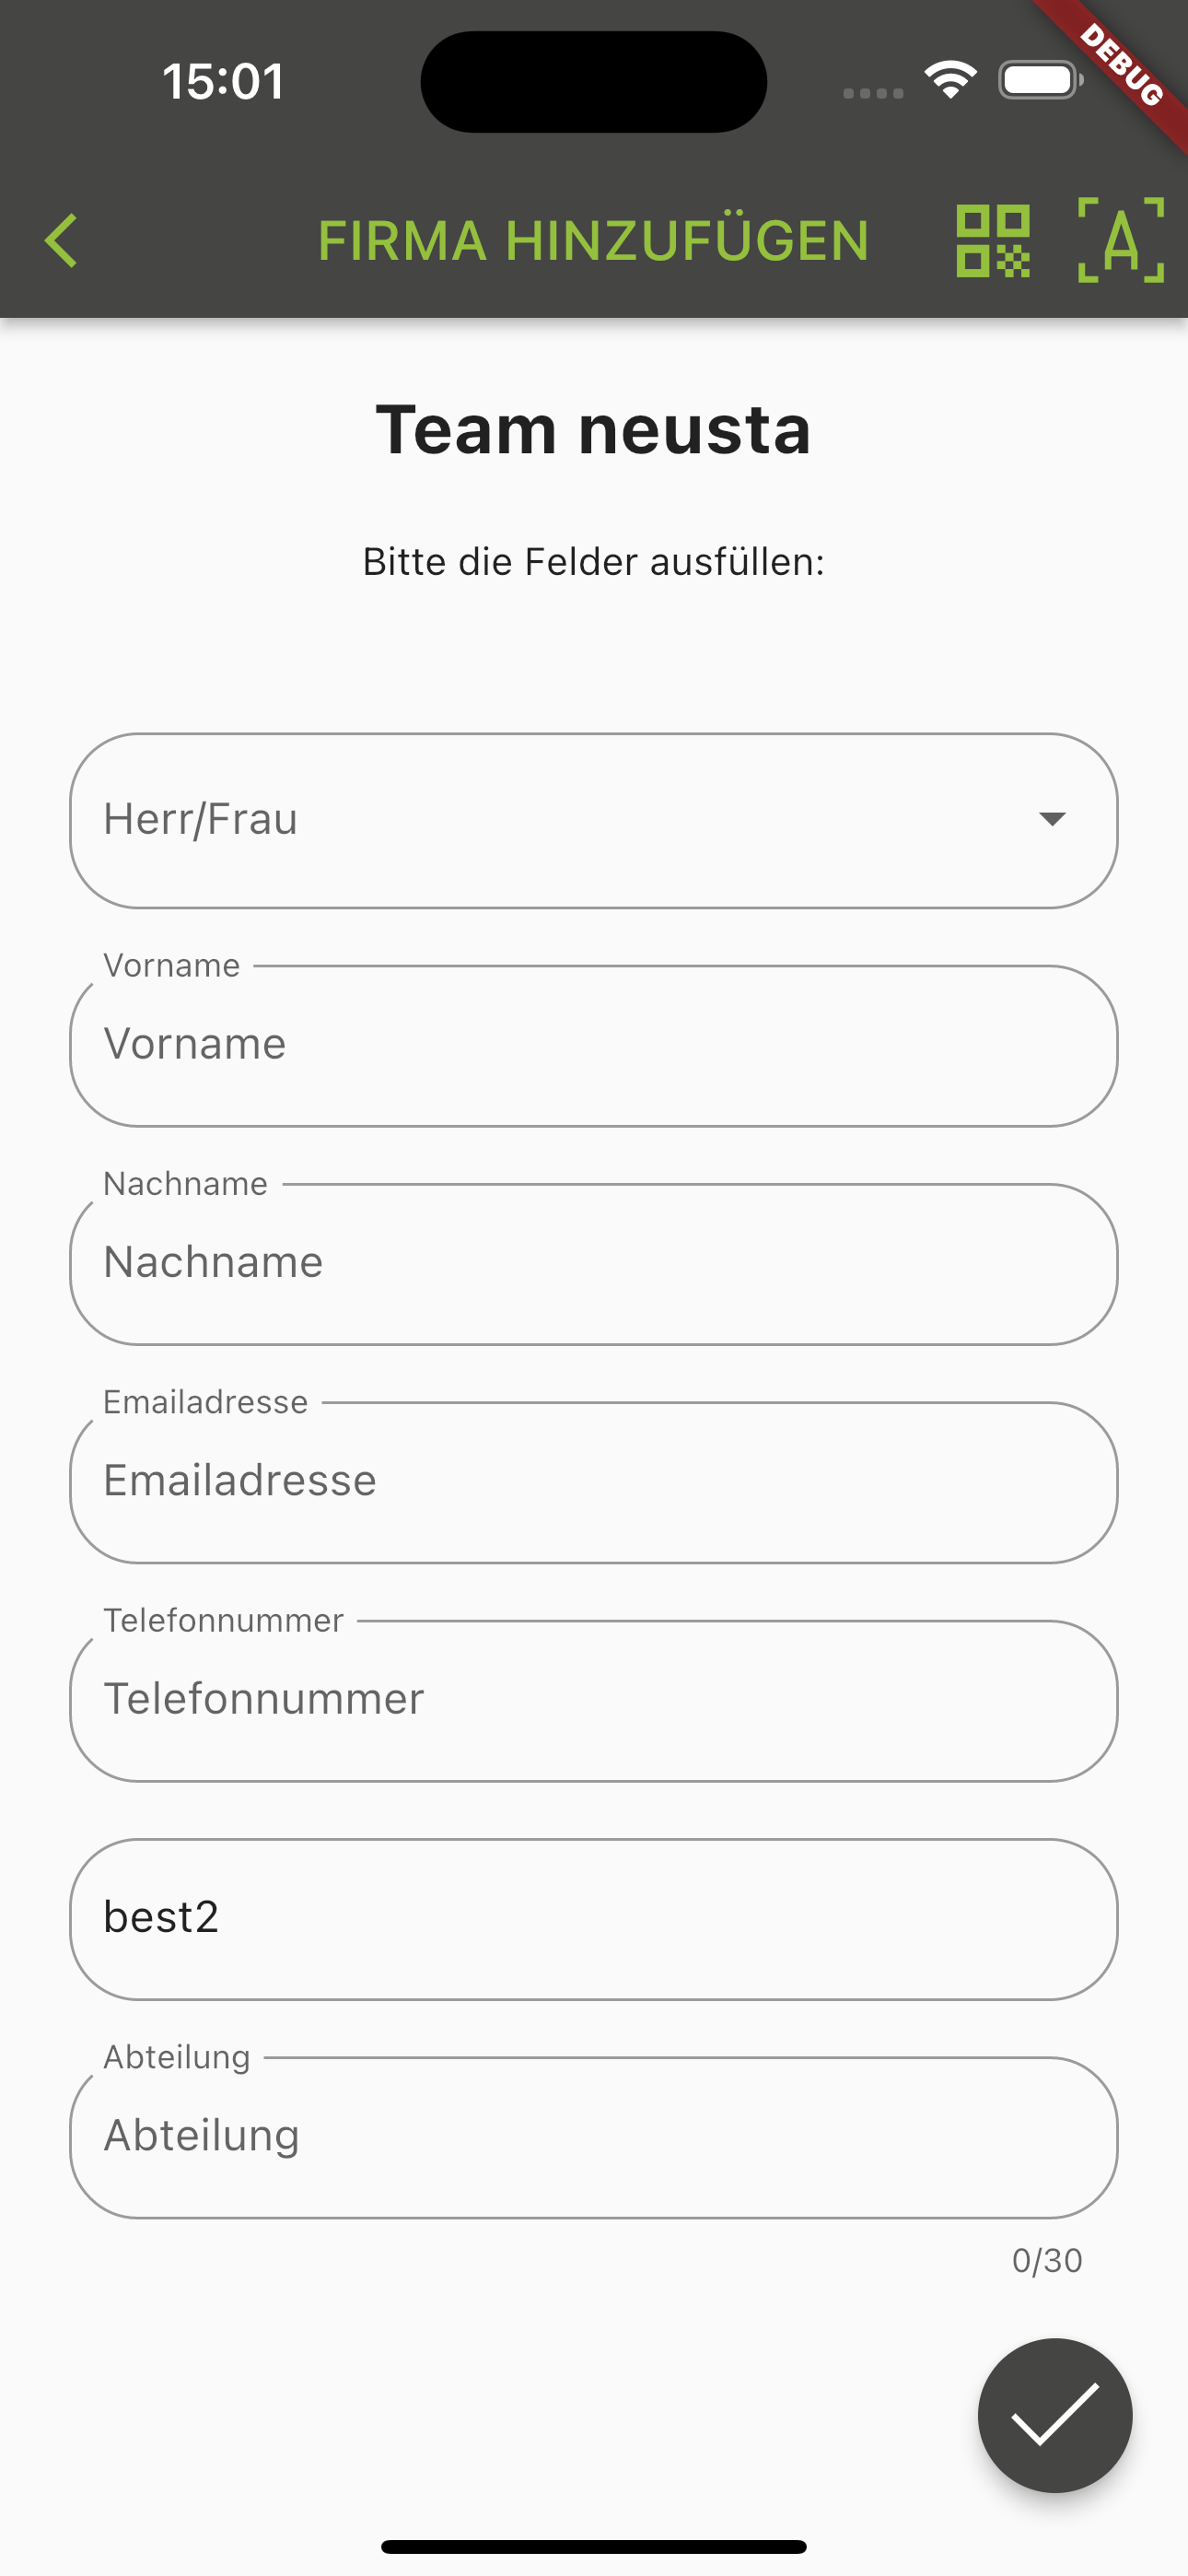 15:01
DEBUG
FIRMA HINZUFÜGEN
Team neusta
Bitte die Felder ausfüllen:
Herr/Frau
Vorname
Vorname
Nachname
Nachname
Emailadresse
Emailadresse
Telefonnummer
Telefonnummer
best2
Abteilung
Abteilung
0/30